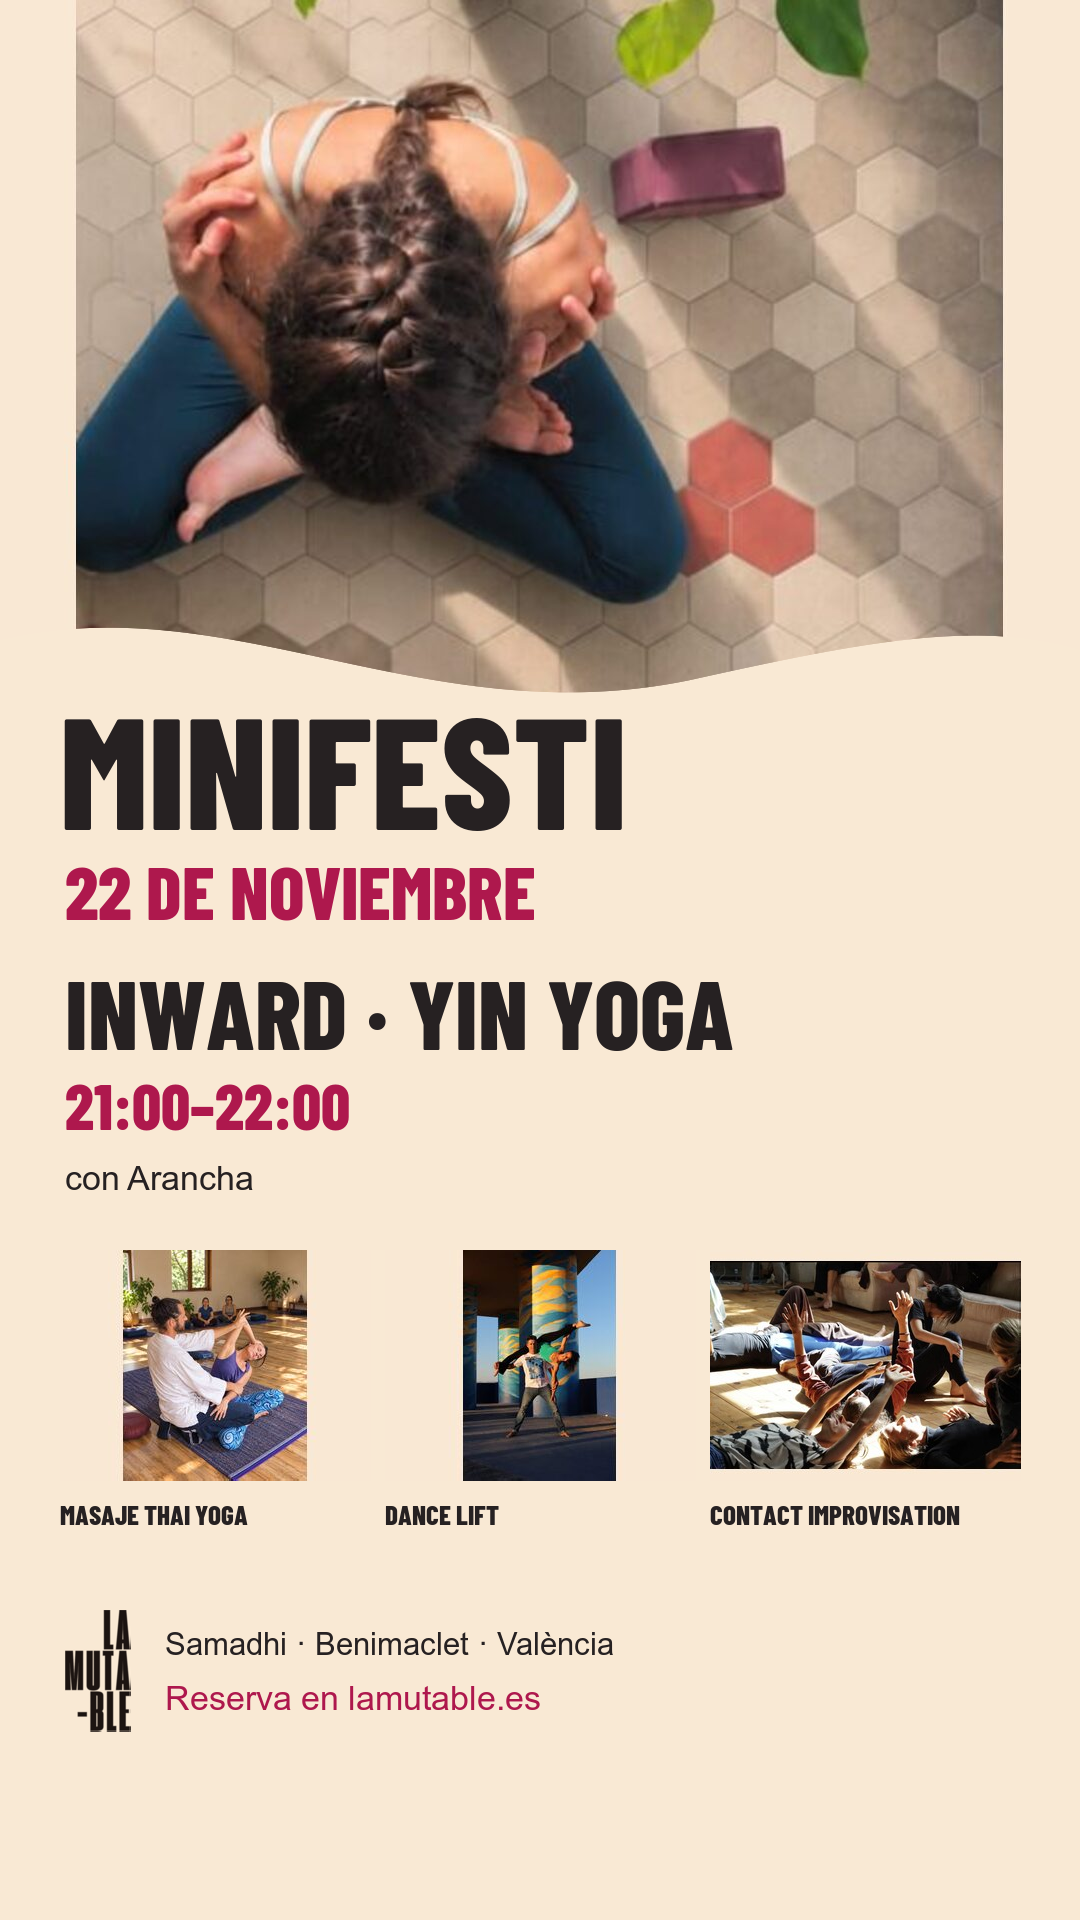 MINIFESTI
22 DE NOVIEMBRE
INWARD · YIN YOGA
21:00–22:00
con Arancha
MASAJE THAI YOGA
DANCE LIFT
CONTACT IMPROVISATION
LA
MUTA
-BLE
Samadhi · Benimaclet · València
Reserva en lamutable.es